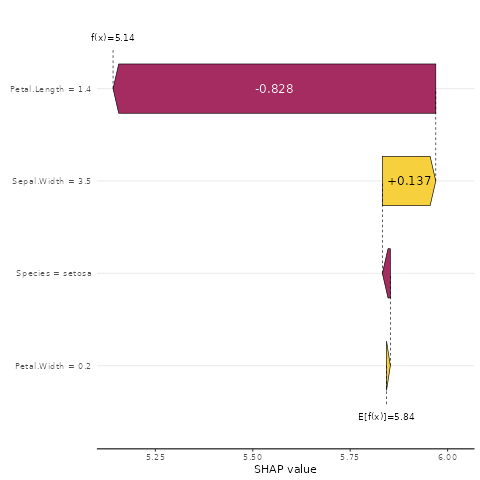 f(x)=5.14
Petal.Length = 1.4
-0.828
Sepal.Width = 3.5
+0.137
Species = setosa
Petal.Width = 0.2
E[f(x)]=5.84
5.25 5.50 5.75 6.00
SHAP value